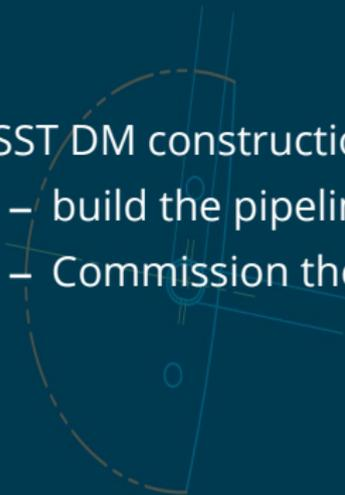 SST DM constructio
– build the pipelin
– Commission the